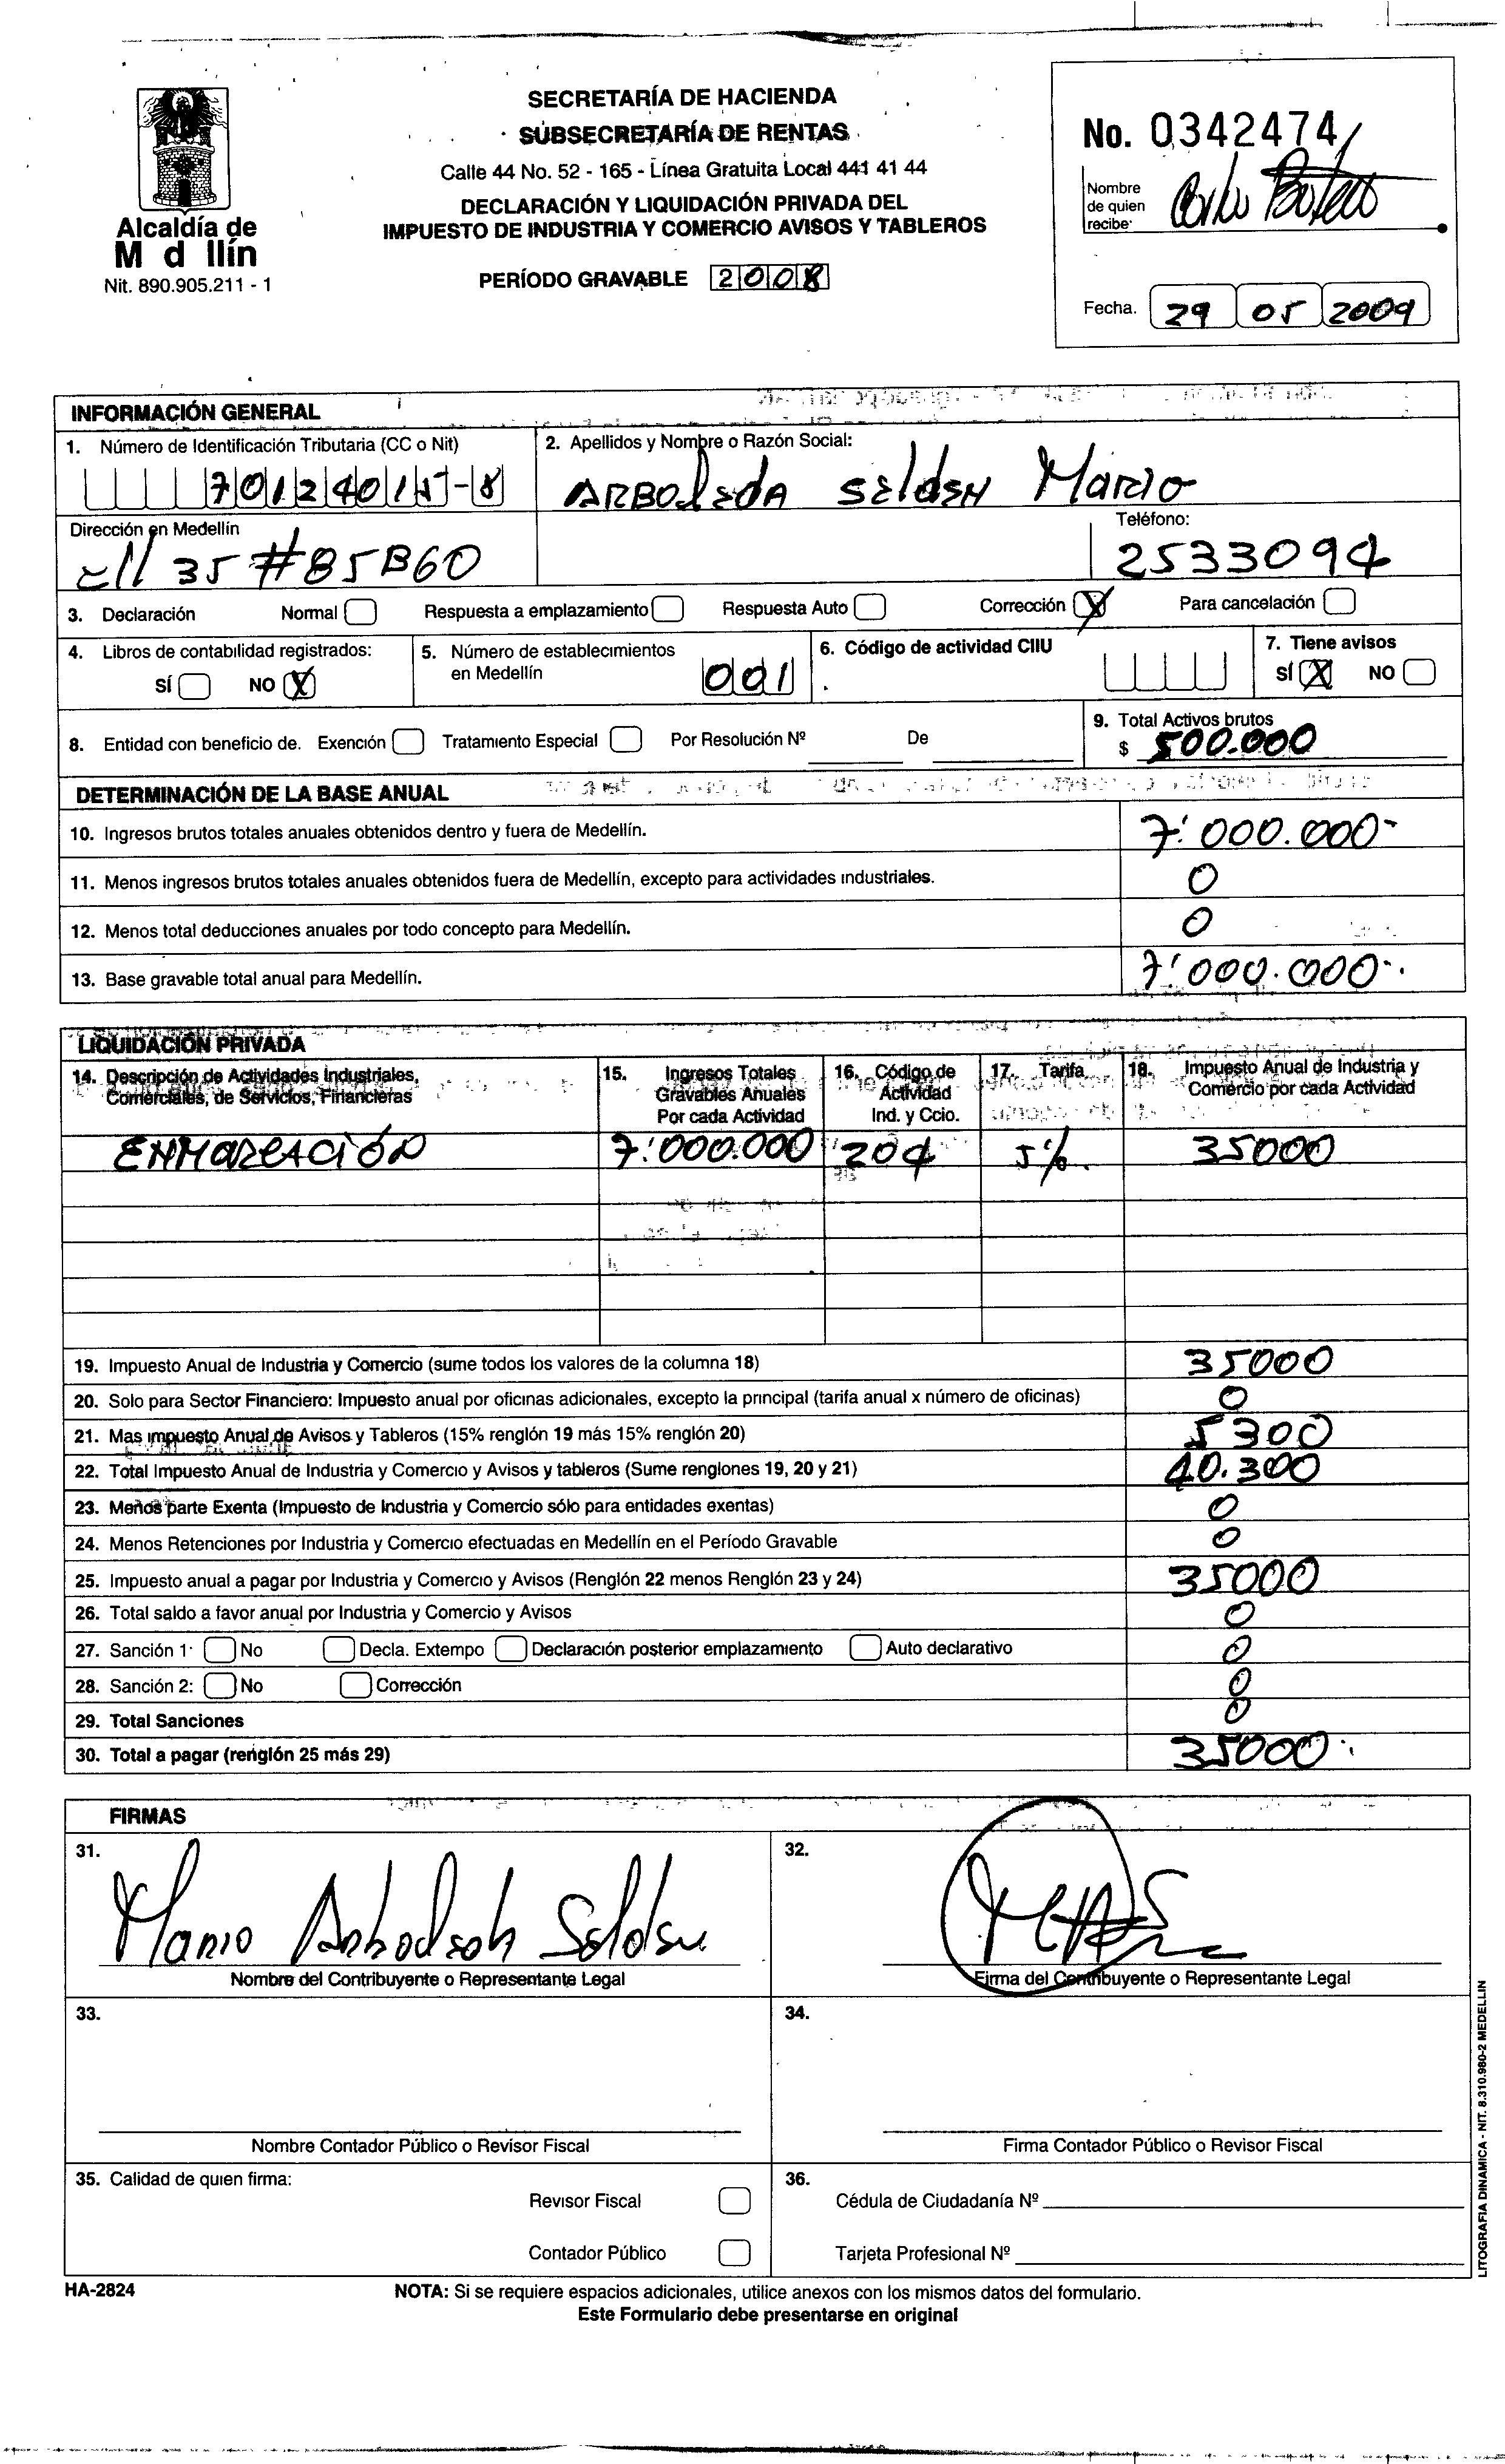 SECRETARÍA DE HACIENDA
SUBSECRETARÍA DE RENTAS
Calle 44 No. 52 - 165 - Línea Gratuita Local 441 41 44
DECLARACIÓN Y LIQUIDACIÓN PRIVADA DEL
IMPUESTO DE INDUSTRIA Y COMERCIO AVISOS Y TABLEROS
PERÍODO GRAVABLE 2008
Alcaldía de
M d llín
Nit. 890.905.211 - 1
No. 0342474
Nombre de quien recibe:
Fecha. 29 05 2009
INFORMACIÓN GENERAL
1. Número de Identificación Tributaria (CC o Nit)
70124015-8
2. Apellidos y Nombre o Razón Social:
ARBOLEDA Selden Mario
Dirección en Medellín
cll 35 #85B60
Teléfono:
2533094
3. Declaración Normal Respuesta a emplazamiento Respuesta Auto Corrección X Para cancelación
4. Libros de contabilidad registrados:
SÍ NO X
5. Número de establecimientos en Medellín 001
6. Código de actividad CIIU
7. Tiene avisos
SÍ X NO
8. Entidad con beneficio de. Exención Tratamiento Especial Por Resolución Nº De
9. Total Activos brutos
$ 500.000
DETERMINACIÓN DE LA BASE ANUAL
10. Ingresos brutos totales anuales obtenidos dentro y fuera de Medellín. 7'000.000-
11. Menos ingresos brutos totales anuales obtenidos fuera de Medellín, excepto para actividades industriales. 0
12. Menos total deducciones anuales por todo concepto para Medellín. 0
13. Base gravable total anual para Medellín. 7'000.000-
LIQUIDACIÓN PRIVADA
14. Descripción de Actividades Industriales, Comerciales, de Servicios, Financieras
15. Ingresos Totales Gravables Anuales Por cada Actividad
16. Código de Actividad Ind. y Ccio.
17. Tarifa
18. Impuesto Anual de Industria y Comercio por cada Actividad
ENMARCACIÓN 7'000.000 204 5% 35000
19. Impuesto Anual de Industria y Comercio (sume todos los valores de la columna 18) 35000
20. Solo para Sector Financiero: Impuesto anual por oficinas adicionales, excepto la principal (tarifa anual x número de oficinas) 0
21. Mas impuesto Anual de Avisos y Tableros (15% renglón 19 más 15% renglón 20) 5300
22. Total Impuesto Anual de Industria y Comercio y Avisos y tableros (Sume renglones 19, 20 y 21) 40.300
23. Menos parte Exenta (Impuesto de Industria y Comercio sólo para entidades exentas) 0
24. Menos Retenciones por Industria y Comercio efectuadas en Medellín en el Período Gravable 0
25. Impuesto anual a pagar por Industria y Comercio y Avisos (Renglón 22 menos Renglón 23 y 24) 35000
26. Total saldo a favor anual por Industria y Comercio y Avisos 0
27. Sanción 1: No Decla. Extempo Declaración posterior emplazamiento Auto declarativo 0
28. Sanción 2: No Corrección 0
29. Total Sanciones 0
30. Total a pagar (renglón 25 más 29) 35000
FIRMAS
31.
Mario Arboleda Selden
Nombre del Contribuyente o Representante Legal
32.
Firma del Contribuyente o Representante Legal
33.
Nombre Contador Público o Revisor Fiscal
34.
Firma Contador Público o Revisor Fiscal
35. Calidad de quien firma:
Revisor Fiscal
Contador Público
36.
Cédula de Ciudadanía Nº
Tarjeta Profesional Nº
LITOGRAFIA DINAMICA - NIT. 8.310.980-2 MEDELLIN
HA-2824
NOTA: Si se requiere espacios adicionales, utilice anexos con los mismos datos del formulario.
Este Formulario debe presentarse en original